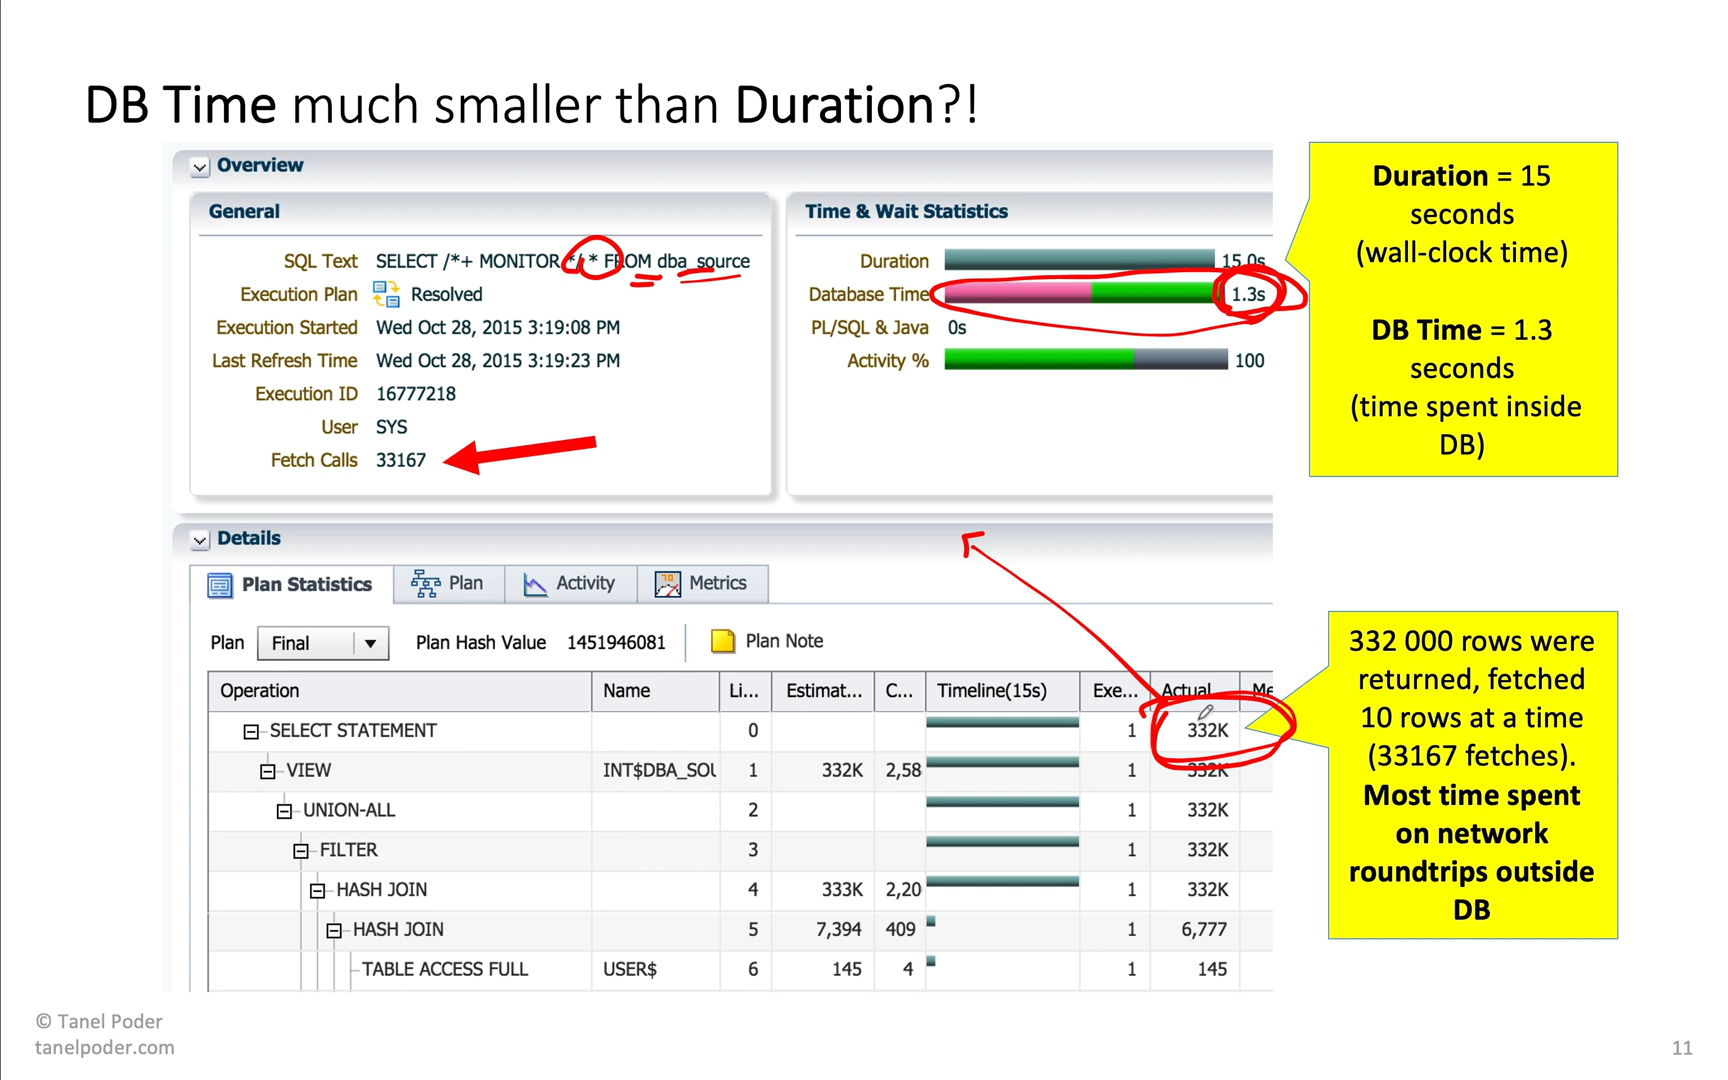 DB Time much smaller than Duration?!
Overview
General
SQL Text SELECT /*+ MONITOR */ * FROM dba_source
Execution Plan Resolved
Execution Started Wed Oct 28, 2015 3:19:08 PM
Last Refresh Time Wed Oct 28, 2015 3:19:23 PM
Execution ID 16777218
User SYS
Fetch Calls 33167
Time & Wait Statistics
Duration 15.0s
Database Time 1.3s
PL/SQL & Java 0s
Activity % 100
Duration = 15
seconds
(wall-clock time)
DB Time = 1.3
seconds
(time spent inside
DB)
Details
Plan Statistics Plan Activity Metrics
Plan Final Plan Hash Value 1451946081 Plan Note
Operation Name Li... Estimat... C... Timeline(15s) Exe... Actual Me
SELECT STATEMENT 0 1 332K
VIEW INT$DBA_SOU 1 332K 2,58 1 332K
UNION-ALL 2 1 332K
FILTER 3 1 332K
HASH JOIN 4 333K 2,20 1 332K
HASH JOIN 5 7,394 409 1 6,777
TABLE ACCESS FULL USER$ 6 145 4 1 145
332 000 rows were
returned, fetched
10 rows at a time
(33167 fetches).
Most time spent
on network
roundtrips outside
DB
© Tanel Poder
tanelpoder.com
11